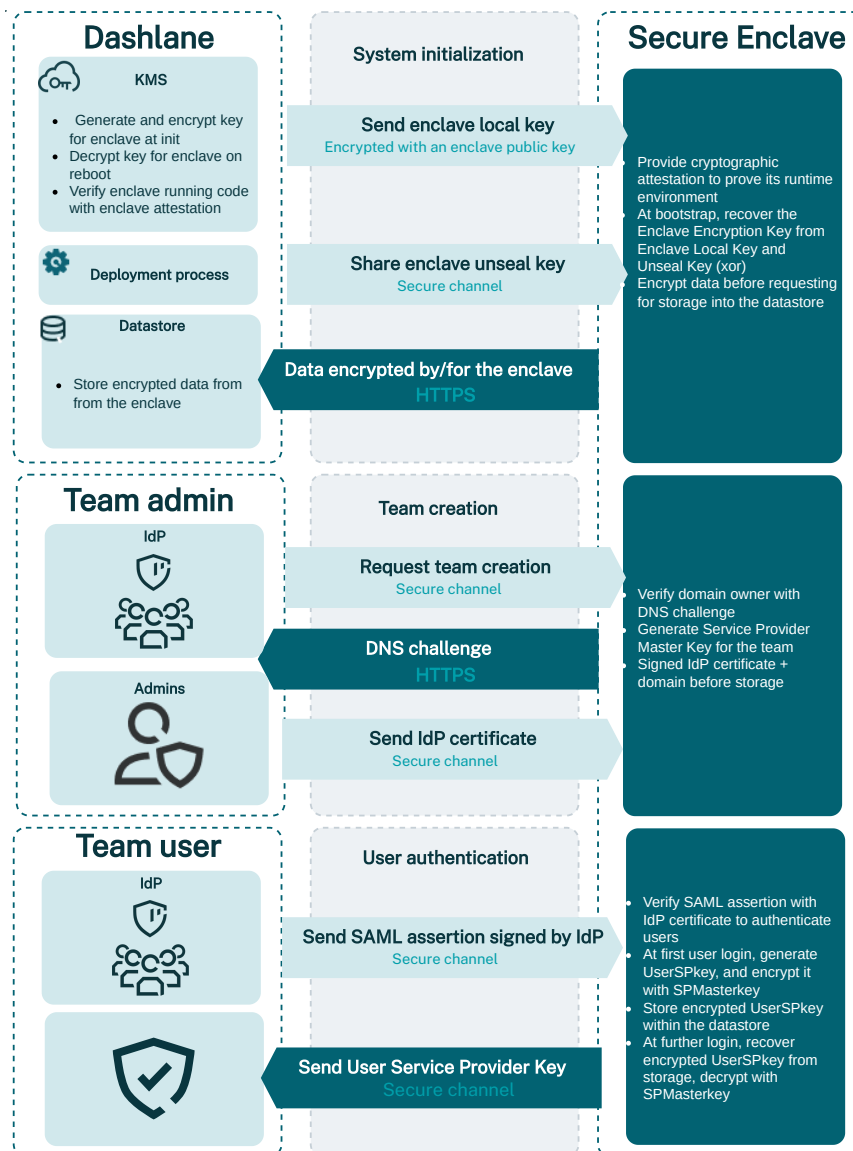 Dashlane
System initialization
Secure Enclave
KMS
• Generate and encrypt key
for enclave at init
• Decrypt key for enclave on
reboot
• Verify enclave running code
with enclave attestation
Send enclave local key
Encrypted with an enclave public key
• Provide cryptographic
attestation to prove its runtime
environment
• At bootstrap, recover the
Enclave Encryption Key from
Enclave Local Key and
Unseal Key (xor)
• Encrypt data before requesting
for storage into the datastore
Deployment process
Share enclave unseal key
Secure channel
Datastore
• Store encrypted data from
from the enclave
Data encrypted by/for the enclave
HTTPS
Team admin
Team creation
IdP
Request team creation
Secure channel
• Verify domain owner with
DNS challenge
• Generate Service Provider
Master Key for the team
• Signed IdP certificate +
domain before storage
DNS challenge
HTTPS
Admins
Send IdP certificate
Secure channel
Team user
User authentication
IdP
Send SAML assertion signed by IdP
Secure channel
• Verify SAML assertion with
IdP certificate to authenticate
users
• At first user login, generate
UserSPkey, and encrypt it
with SPMasterkey
• Store encrypted UserSPkey
within the datastore
• At further login, recover
encrypted UserSPkey from
storage, decrypt with
SPMasterkey
Send User Service Provider Key
Secure channel